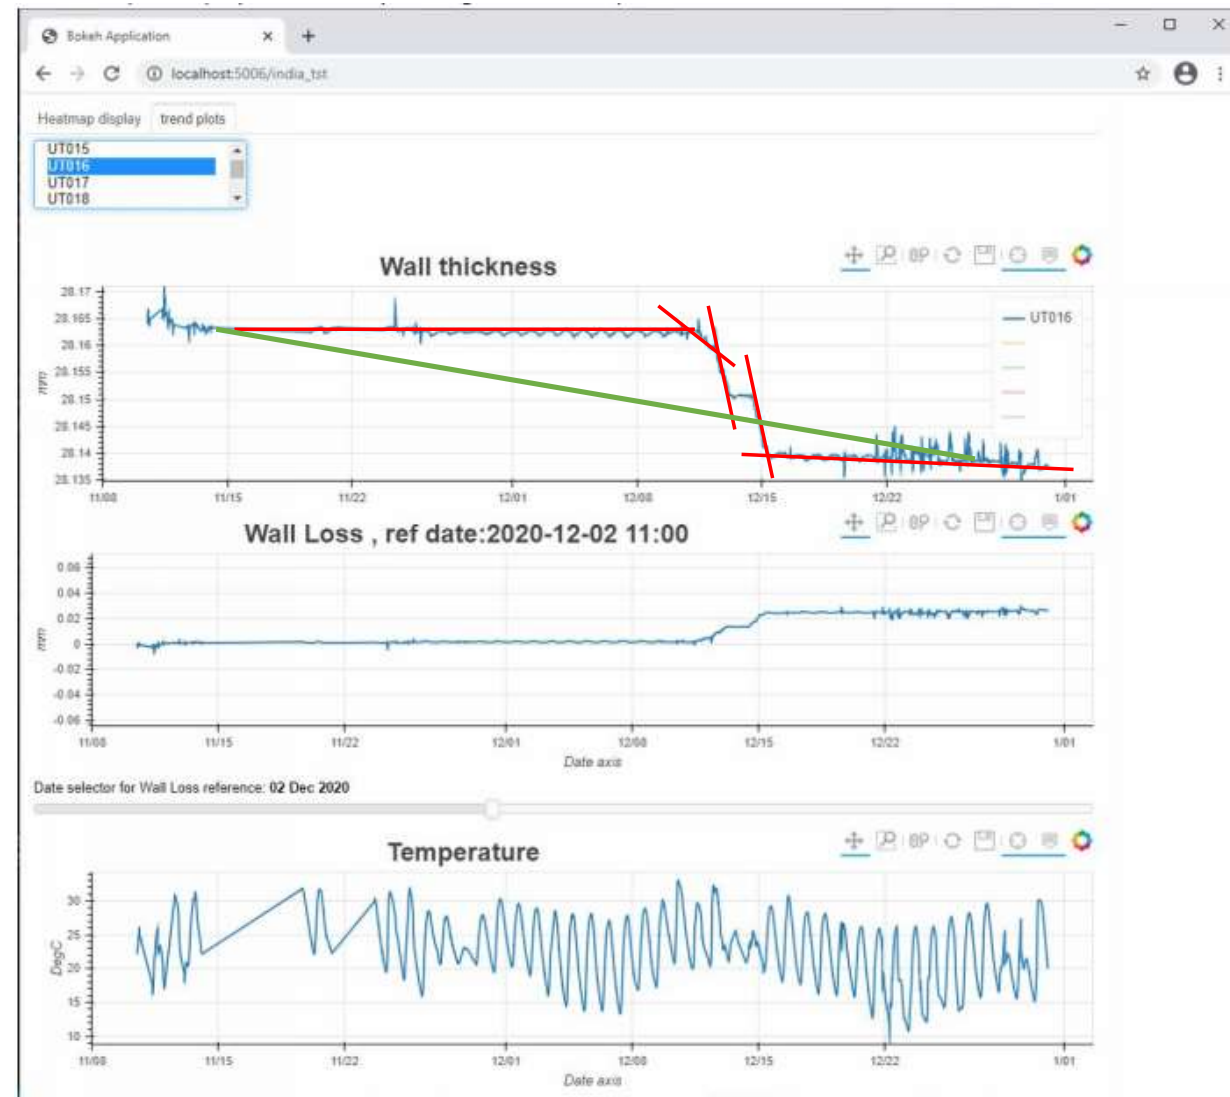 Bokeh Application
localhost:5006/india_tst
Heatmap display trend plots
UT015
UT016
UT017
UT018
Wall thickness
28.17
28.165
28.16
28.155
28.15
28.145
28.14
28.135
mm
UT016
11/08 11/15 11/22 12/01 12/08 12/15 12/22 1/01
Wall Loss , ref date:2020-12-02 11:00
0.06
0.04
0.02
0
-0.02
-0.04
-0.06
mm
11/08 11/15 11/22 12/01 12/08 12/15 12/22 1/01
Date axis
Date selector for Wall Loss reference: 02 Dec 2020
Temperature
30
25
20
15
10
DegC
11/08 11/15 11/22 12/01 12/08 12/15 12/22 1/01
Date axis